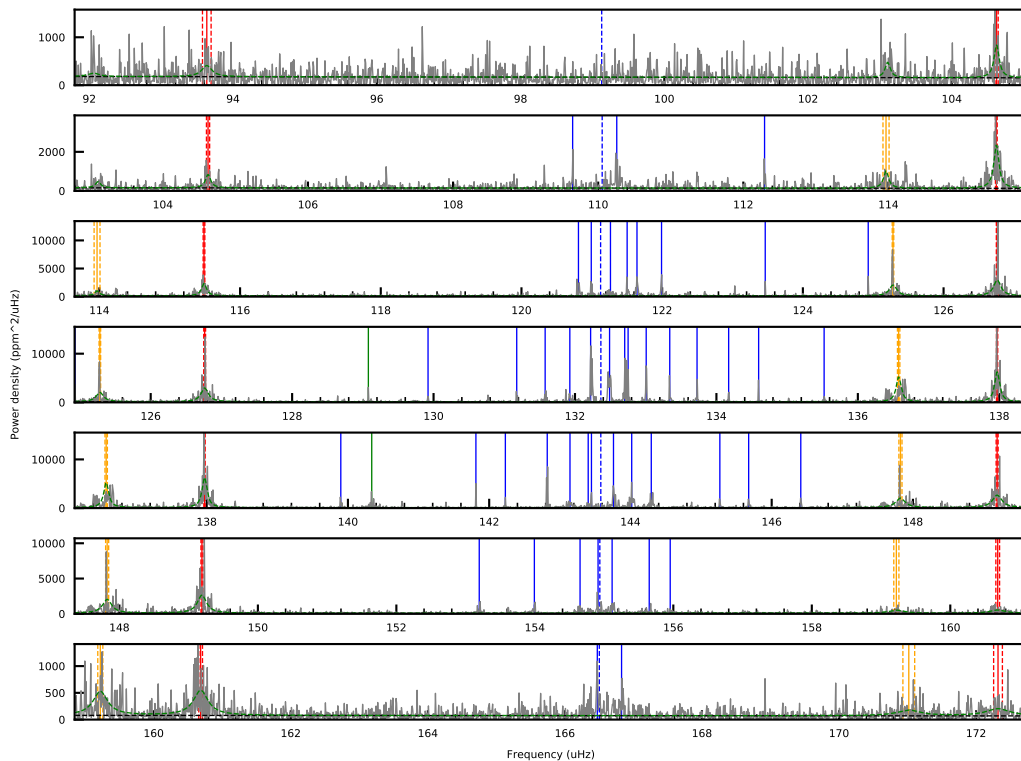 1000
0
92 94 96 98 100 102 104
2000
0
104 106 108 110 112 114
10000
5000
0
114 116 118 120 122 124 126
10000
0
126 128 130 132 134 136 138
Power density (ppm^2/uHz)
10000
0
138 140 142 144 146 148
10000
5000
0
148 150 152 154 156 158 160
1000
500
0
160 162 164 166 168 170 172
Frequency (uHz)